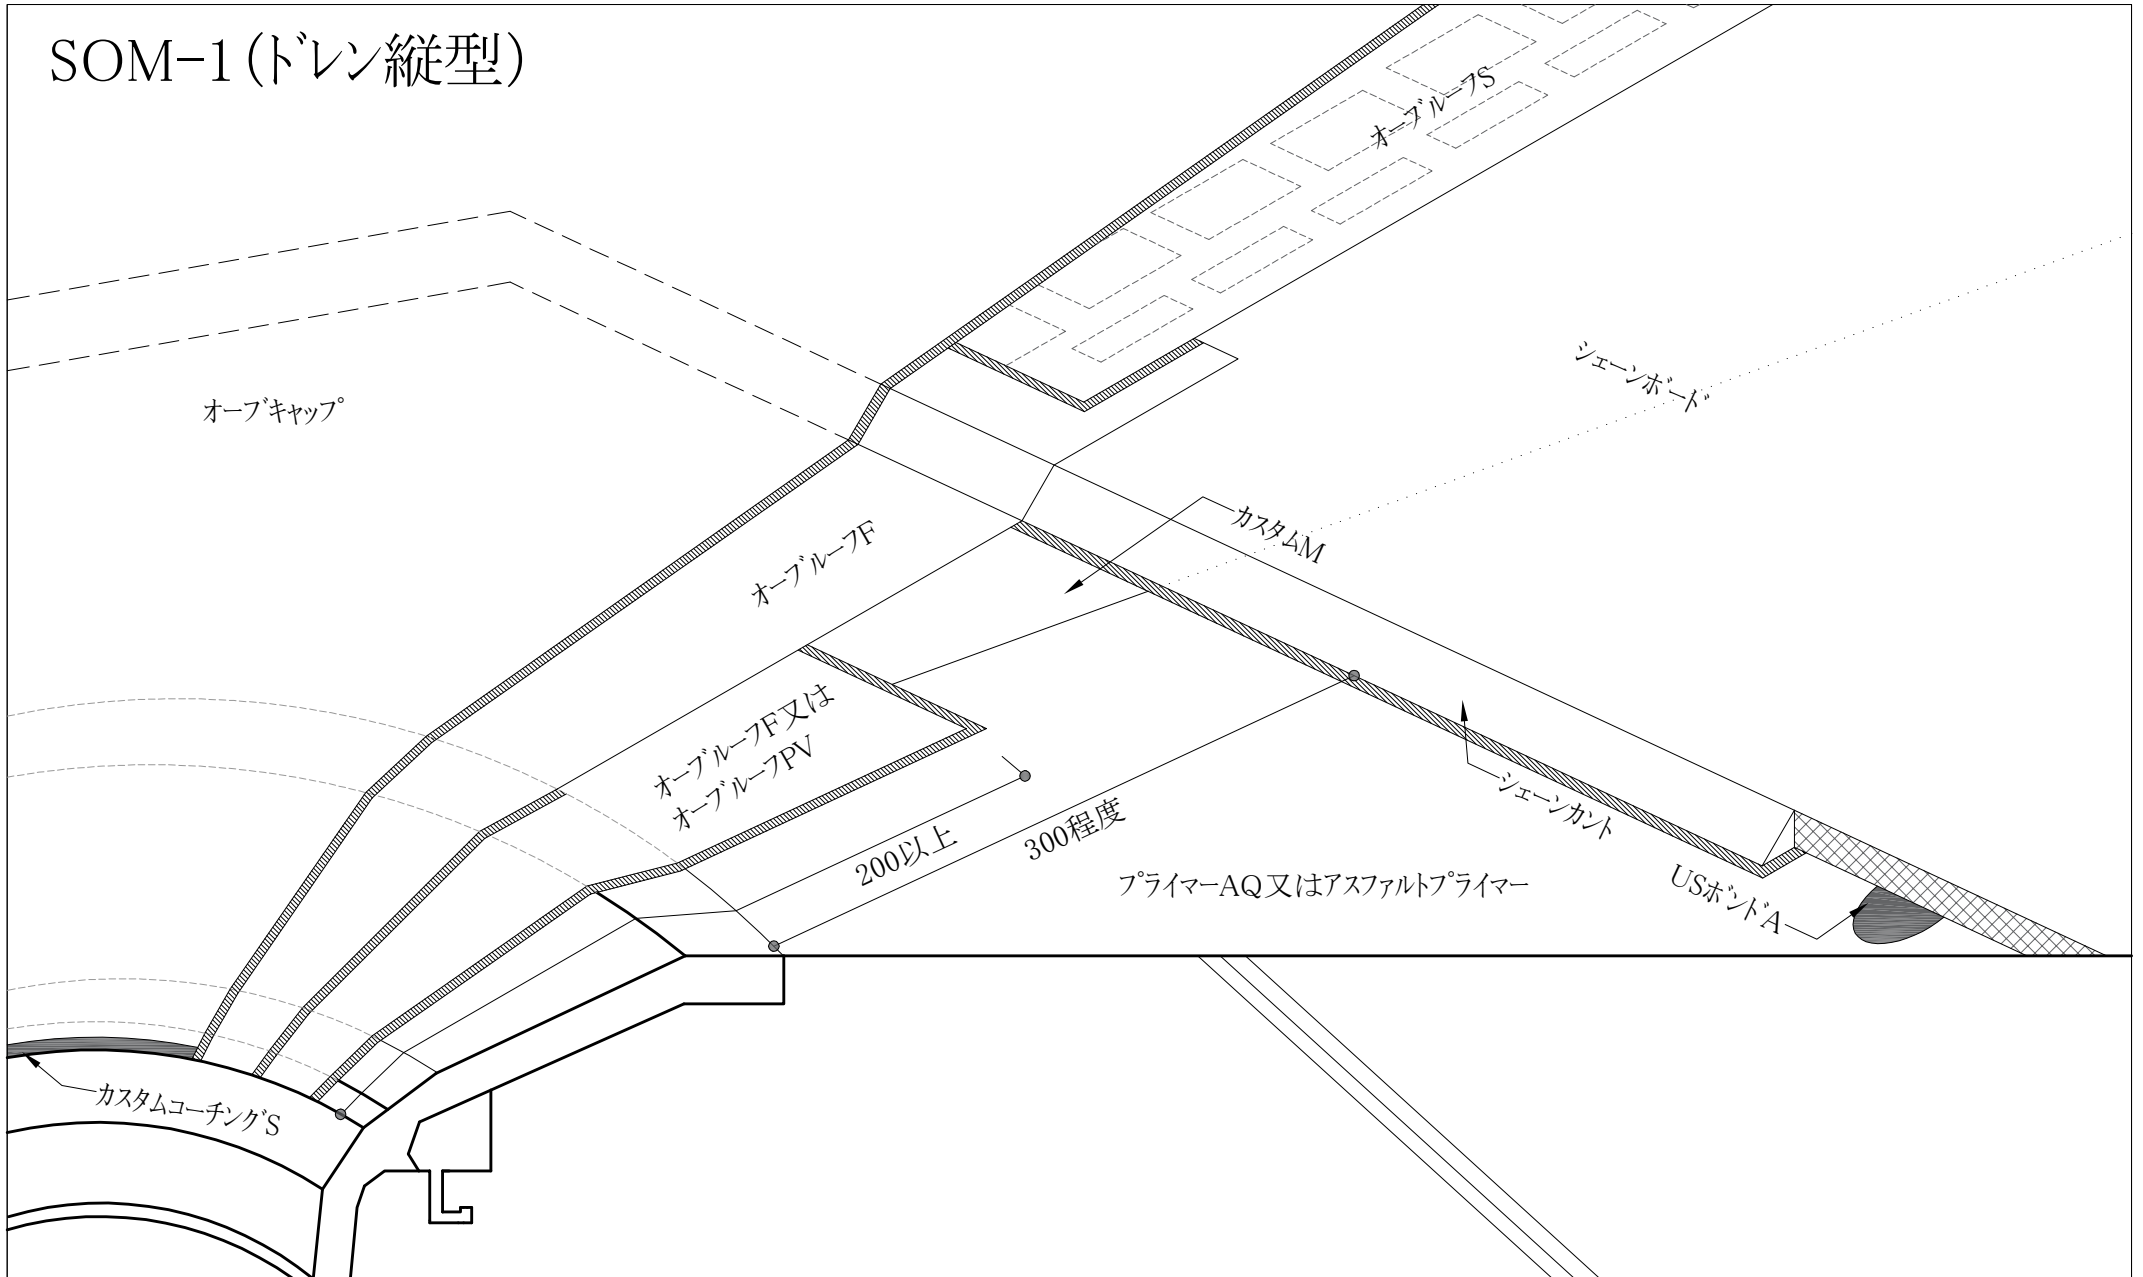 SOM-1(ドレン縦型)
オーブルーフS
シェーンボード
オーブキャップ
カスタムM
オーブルーフF
オーブルーフF又は
オーブルーフPV
シェーンカント
200以上
300程度
プライマーAQ又はアスファルトプライマー
USボンドA
カスタムコーチングS